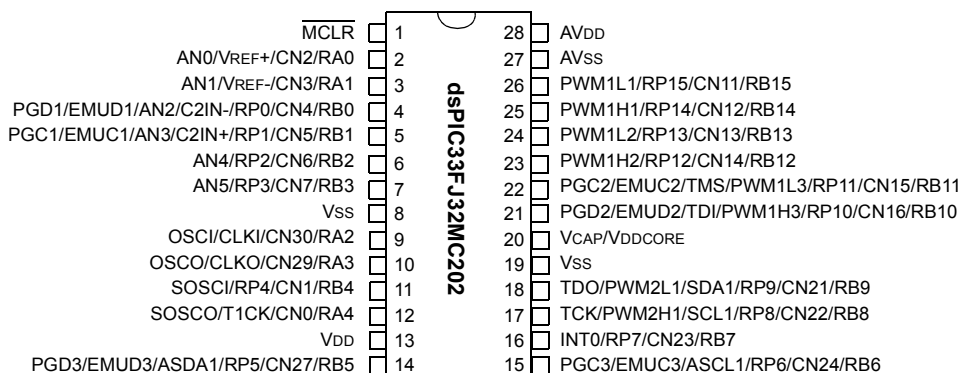 MCLR 1 28 AVDD
AN0/VREF+/CN2/RA0 2 27 AVSS
AN1/VREF-/CN3/RA1 3 26 PWM1L1/RP15/CN11/RB15
PGD1/EMUD1/AN2/C2IN-/RP0/CN4/RB0 4 25 PWM1H1/RP14/CN12/RB14
PGC1/EMUC1/AN3/C2IN+/RP1/CN5/RB1 5 24 PWM1L2/RP13/CN13/RB13
AN4/RP2/CN6/RB2 6 23 PWM1H2/RP12/CN14/RB12
AN5/RP3/CN7/RB3 7 22 PGC2/EMUC2/TMS/PWM1L3/RP11/CN15/RB11
VSS 8 21 PGD2/EMUD2/TDI/PWM1H3/RP10/CN16/RB10
OSCI/CLKI/CN30/RA2 9 20 VCAP/VDDCORE
OSCO/CLKO/CN29/RA3 10 19 VSS
SOSCI/RP4/CN1/RB4 11 18 TDO/PWM2L1/SDA1/RP9/CN21/RB9
SOSCO/T1CK/CN0/RA4 12 17 TCK/PWM2H1/SCL1/RP8/CN22/RB8
VDD 13 16 INT0/RP7/CN23/RB7
PGD3/EMUD3/ASDA1/RP5/CN27/RB5 14 15 PGC3/EMUC3/ASCL1/RP6/CN24/RB6
dsPIC33FJ32MC202